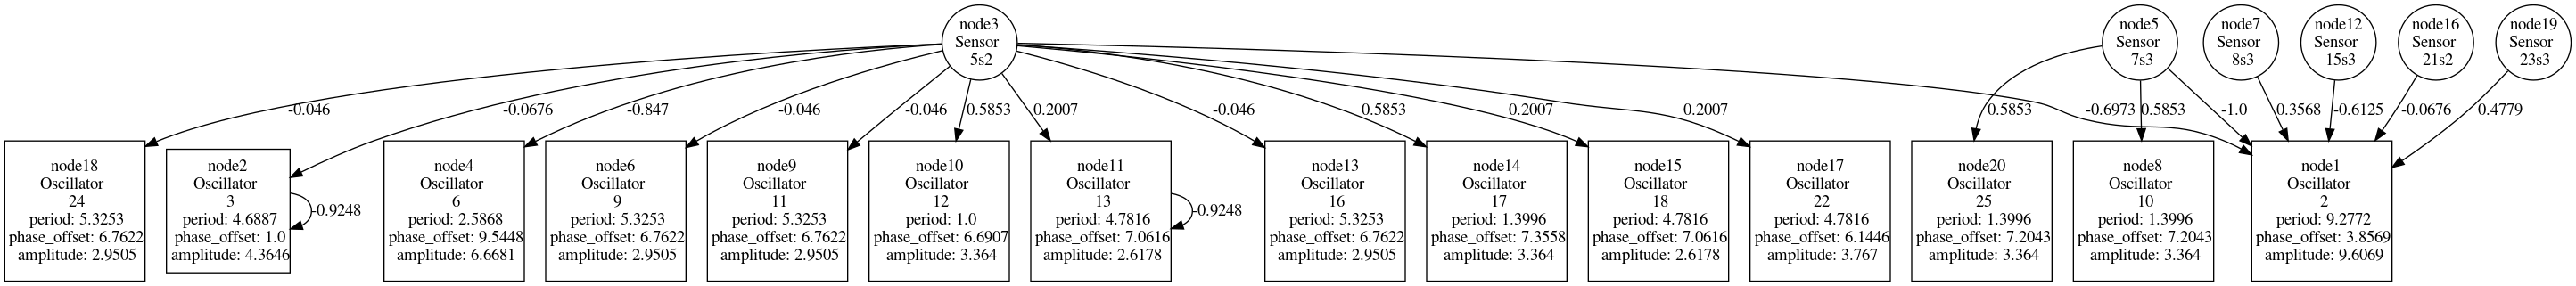 node3
Sensor
5s2
node5
Sensor
7s3
node7
Sensor
8s3
node12
Sensor
15s3
node16
Sensor
21s2
node19
Sensor
23s3
-0.046
-0.0676
-0.847
-0.046
-0.046
0.5853
0.2007
-0.046
0.5853
0.2007
0.2007
-0.6973
0.5853
0.5853
-1.0
0.3568
-0.6125
-0.0676
0.4779
node18
Oscillator
24
period: 5.3253
phase_offset: 6.7622
amplitude: 2.9505
node2
Oscillator
3
period: 4.6887
phase_offset: 1.0
amplitude: 4.3646
-0.9248
node4
Oscillator
6
period: 2.5868
phase_offset: 9.5448
amplitude: 6.6681
node6
Oscillator
9
period: 5.3253
phase_offset: 6.7622
amplitude: 2.9505
node9
Oscillator
11
period: 5.3253
phase_offset: 6.7622
amplitude: 2.9505
node10
Oscillator
12
period: 1.0
phase_offset: 6.6907
amplitude: 3.364
node11
Oscillator
13
period: 4.7816
phase_offset: 7.0616
amplitude: 2.6178
-0.9248
node13
Oscillator
16
period: 5.3253
phase_offset: 6.7622
amplitude: 2.9505
node14
Oscillator
17
period: 1.3996
phase_offset: 7.3558
amplitude: 3.364
node15
Oscillator
18
period: 4.7816
phase_offset: 7.0616
amplitude: 2.6178
node17
Oscillator
22
period: 4.7816
phase_offset: 6.1446
amplitude: 3.767
node20
Oscillator
25
period: 1.3996
phase_offset: 7.2043
amplitude: 3.364
node8
Oscillator
10
period: 1.3996
phase_offset: 7.2043
amplitude: 3.364
node1
Oscillator
2
period: 9.2772
phase_offset: 3.8569
amplitude: 9.6069